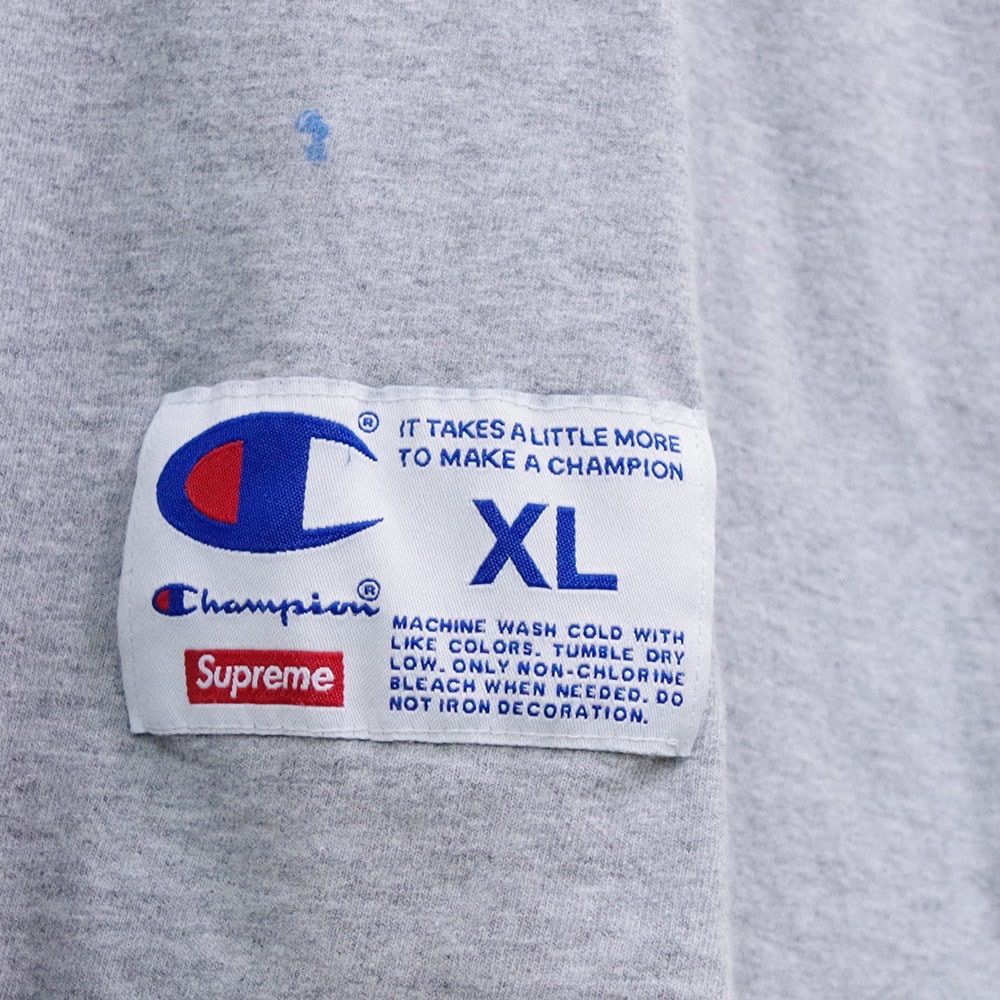 ®
IT TAKES A LITTLE MORE
TO MAKE A CHAMPION
XL
Champion®
Supreme
MACHINE WASH COLD WITH
LIKE COLORS. TUMBLE DRY
LOW. ONLY NON-CHLORINE
BLEACH WHEN NEEDED. DO
NOT IRON DECORATION.